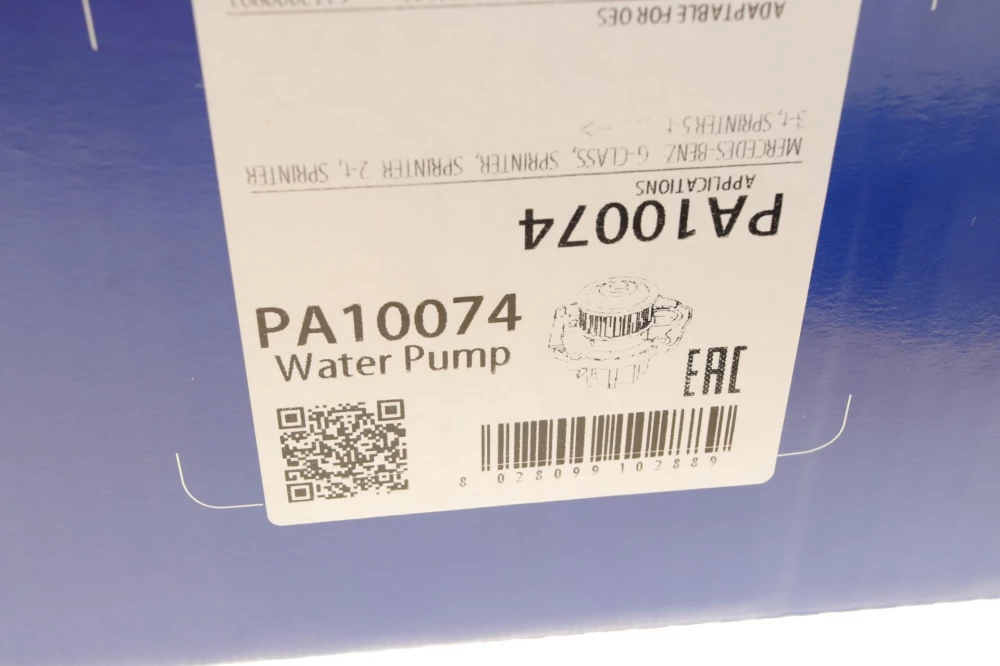 PA10074
Water Pump
EAC
8 028099 102889
PA10074
APPLICATIONS
MERCEDES-BENZ G-CLASS, SPRINTER, SPRINTER 2-t, SPRINTER
3-t, SPRINTER 5-t ... ->
ADAPTABLE FOR OES